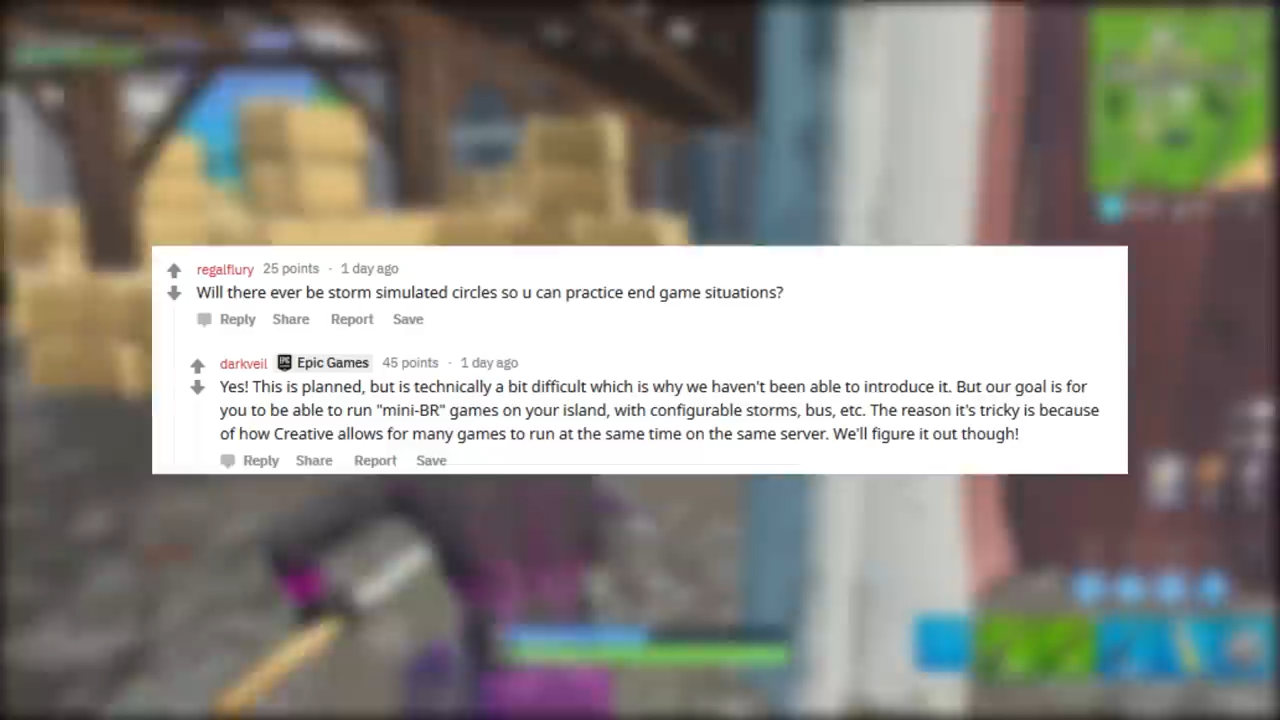 regalflury 25 points · 1 day ago
Will there ever be storm simulated circles so u can practice end game situations?
Reply Share Report Save
darkveil EPIC Epic Games 45 points · 1 day ago
Yes! This is planned, but is technically a bit difficult which is why we haven't been able to introduce it. But our goal is for
you to be able to run "mini-BR" games on your island, with configurable storms, bus, etc. The reason it's tricky is because
of how Creative allows for many games to run at the same time on the same server. We'll figure it out though!
Reply Share Report Save